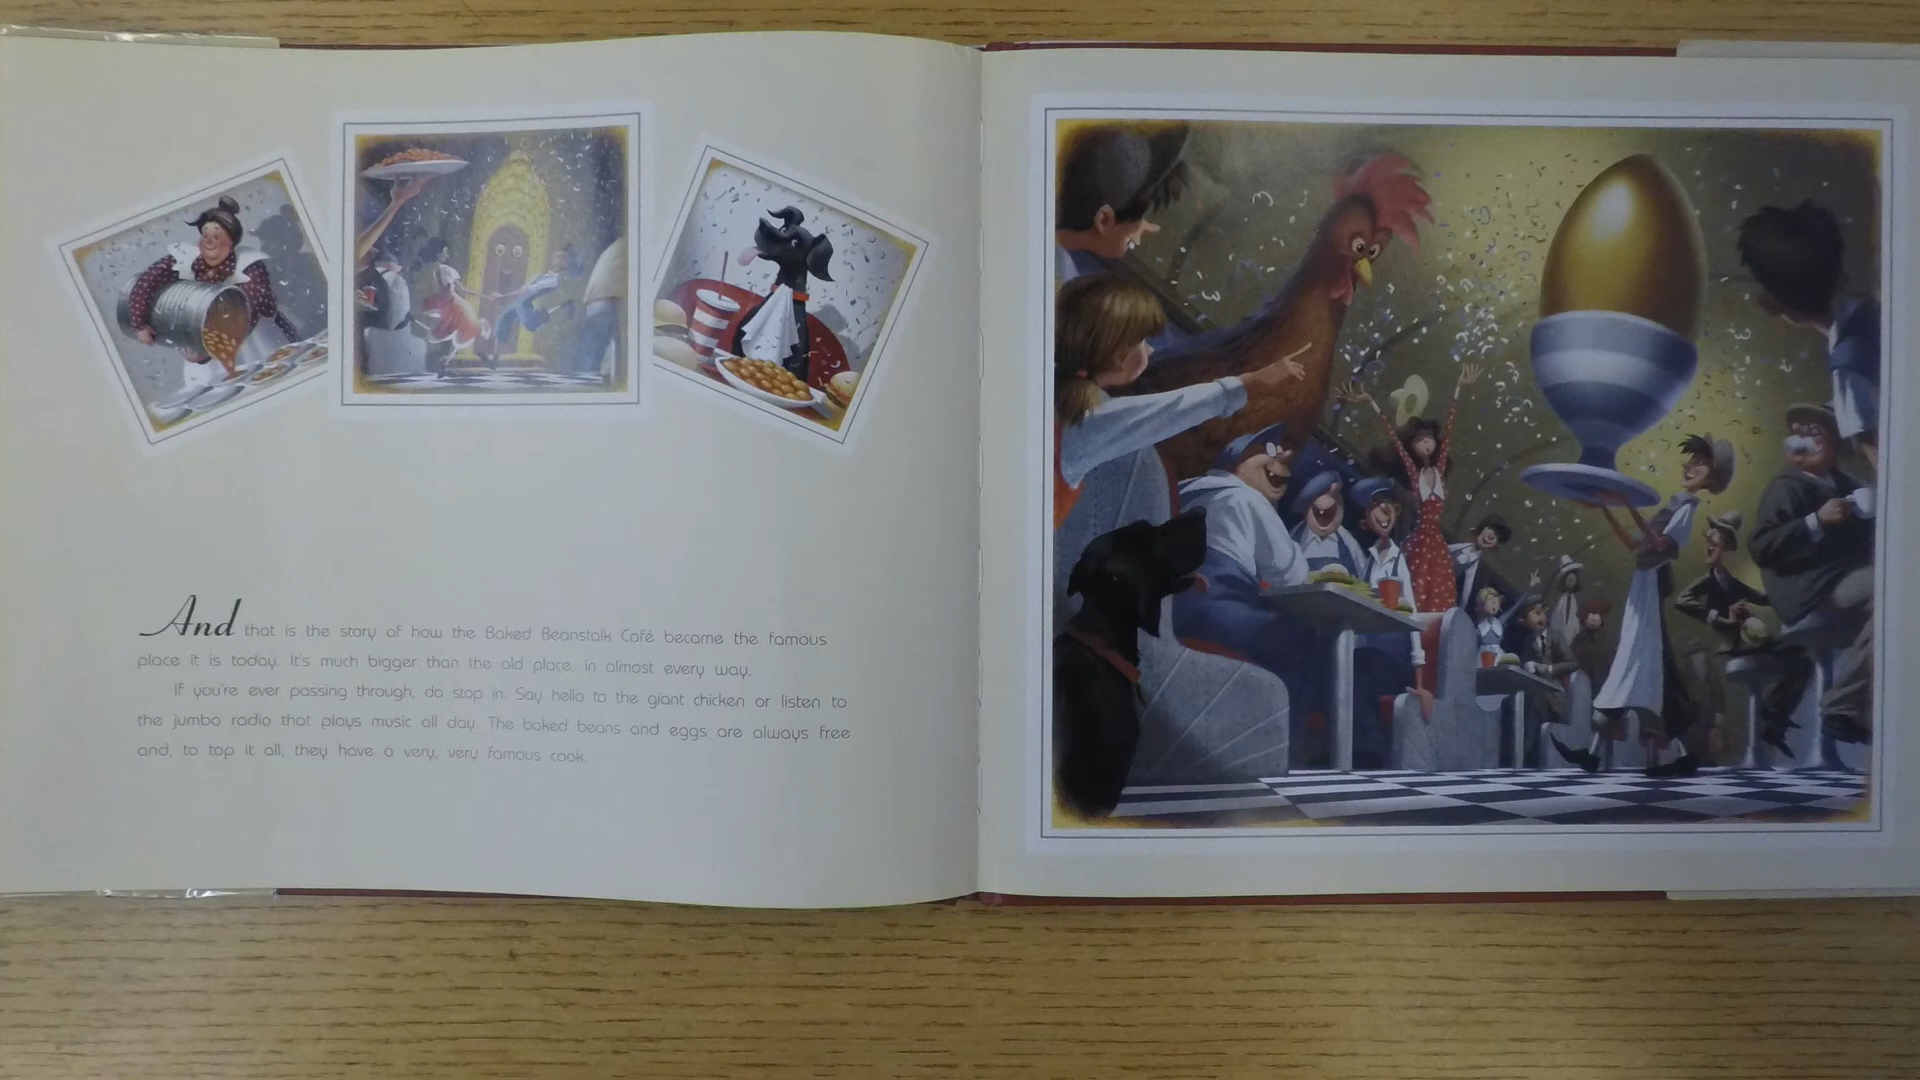 And that is the story of how the Baked Beanstalk Café became the famous
place it is today. It's much bigger than the old place, in almost every way.
If you're ever passing through, do stop in. Say hello to the giant chicken or listen to
the jumbo radio that plays music all day. The baked beans and eggs are always free
and, to top it all, they have a very, very famous cook.